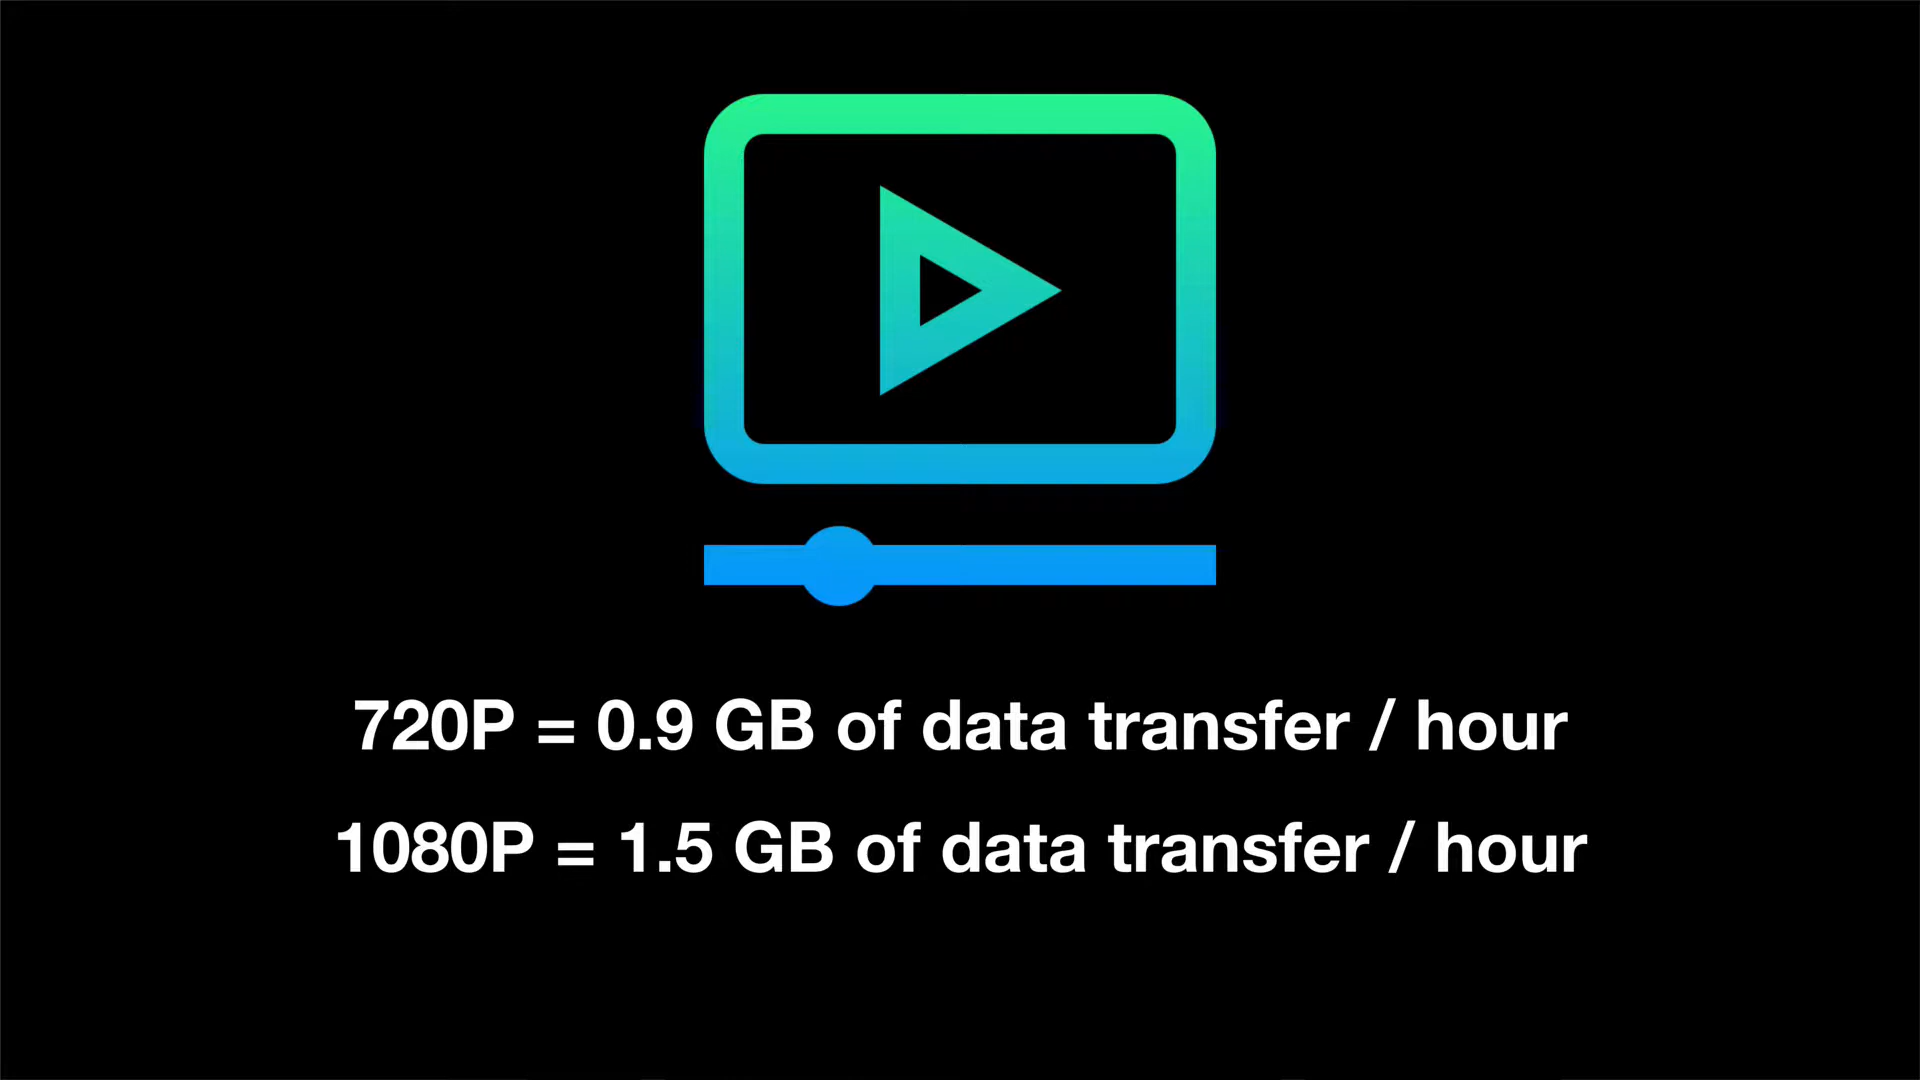 720P = 0.9 GB of data transfer / hour
1080P = 1.5 GB of data transfer / hour